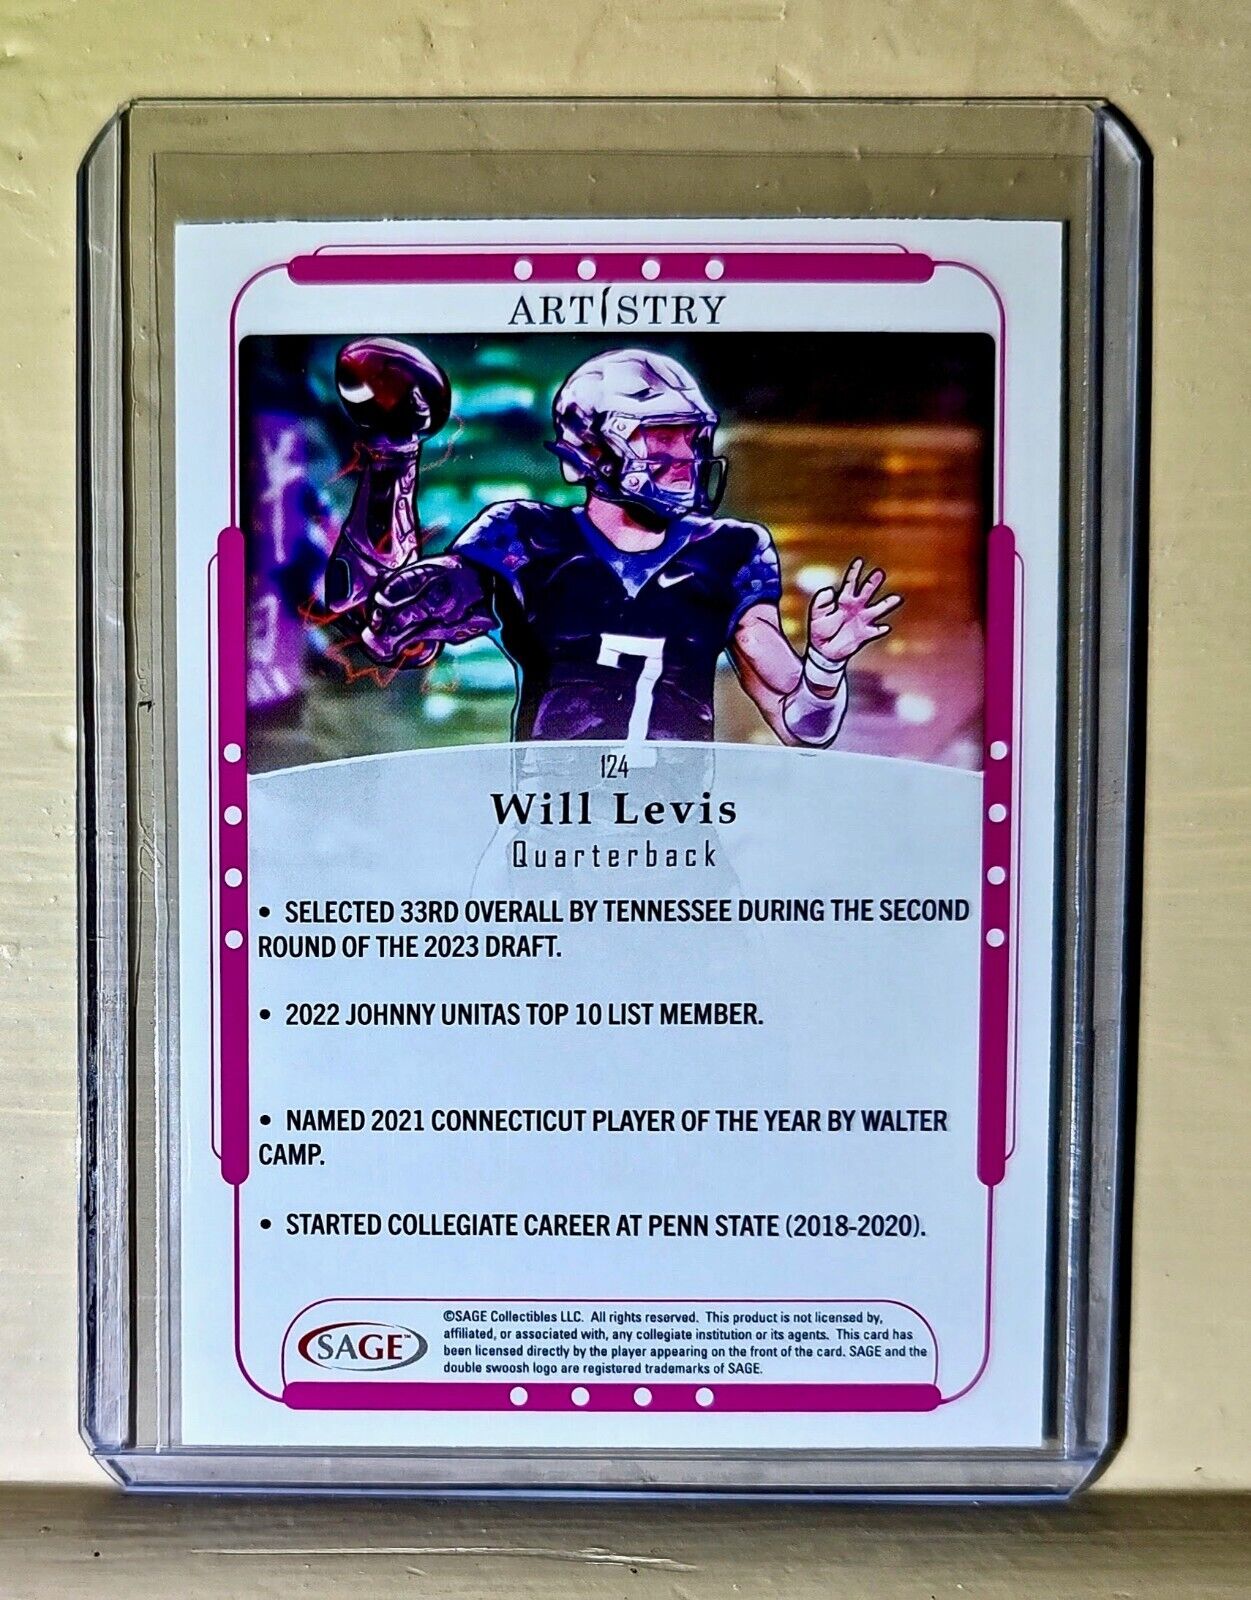 ARTISTRY
7
124
Will Levis
Quarterback
• SELECTED 33RD OVERALL BY TENNESSEE DURING THE SECOND
ROUND OF THE 2023 DRAFT.
• 2022 JOHNNY UNITAS TOP 10 LIST MEMBER.
• NAMED 2021 CONNECTICUT PLAYER OF THE YEAR BY WALTER
CAMP.
• STARTED COLLEGIATE CAREER AT PENN STATE (2018-2020).
SAGE™
©SAGE Collectibles LLC. All rights reserved. This product is not licensed by,
affiliated, or associated with, any collegiate institution or its agents. This card has
been licensed directly by the player appearing on the front of the card. SAGE and the
double swoosh logo are registered trademarks of SAGE.